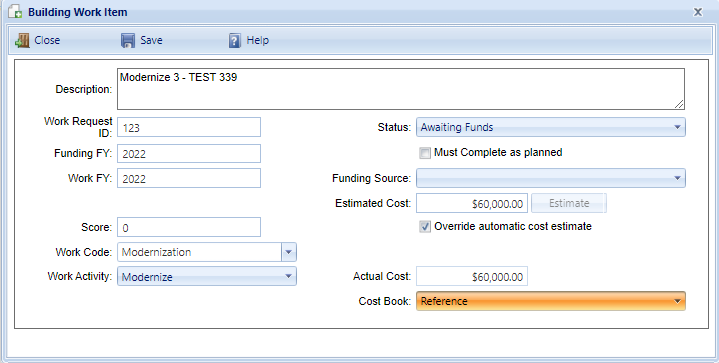 Building Work Item X
Close Save Help
Description: Modernize 3 - TEST 339
Work Request
ID: 123 Status: Awaiting Funds
Funding FY: 2022 Must Complete as planned
Work FY: 2022 Funding Source:
Estimated Cost: $60,000.00 Estimate
Score: 0 Override automatic cost estimate
Work Code: Modernization
Work Activity: Modernize Actual Cost: $60,000.00
Cost Book: Reference